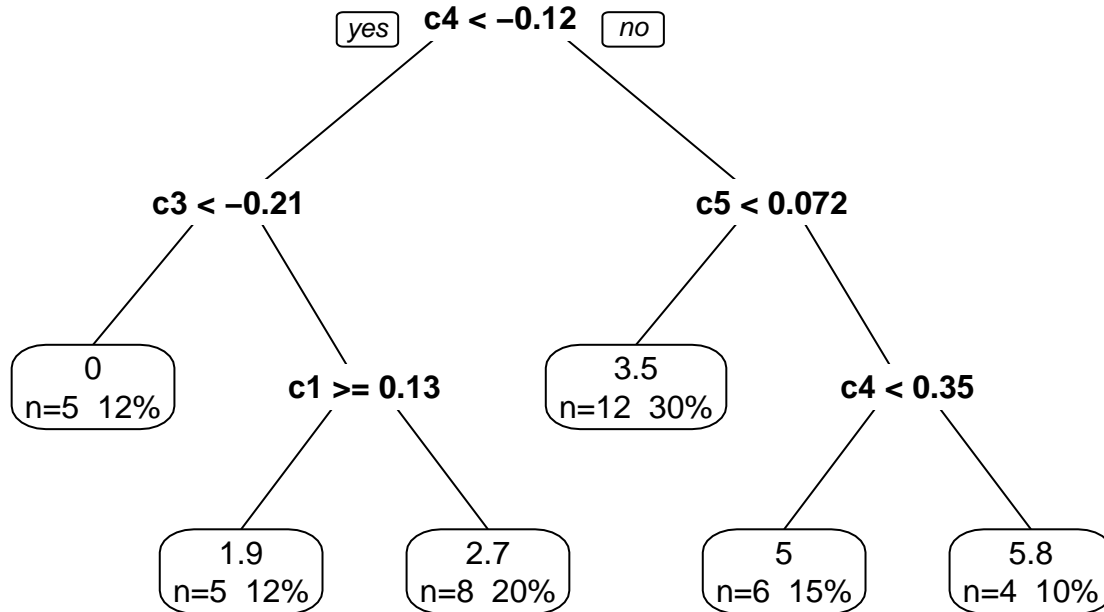 yes
c4 < −0.12
no
c3 < −0.21
c5 < 0.072
0
n=5 12%
c1 >= 0.13
3.5
n=12 30%
c4 < 0.35
1.9
n=5 12%
2.7
n=8 20%
5
n=6 15%
5.8
n=4 10%